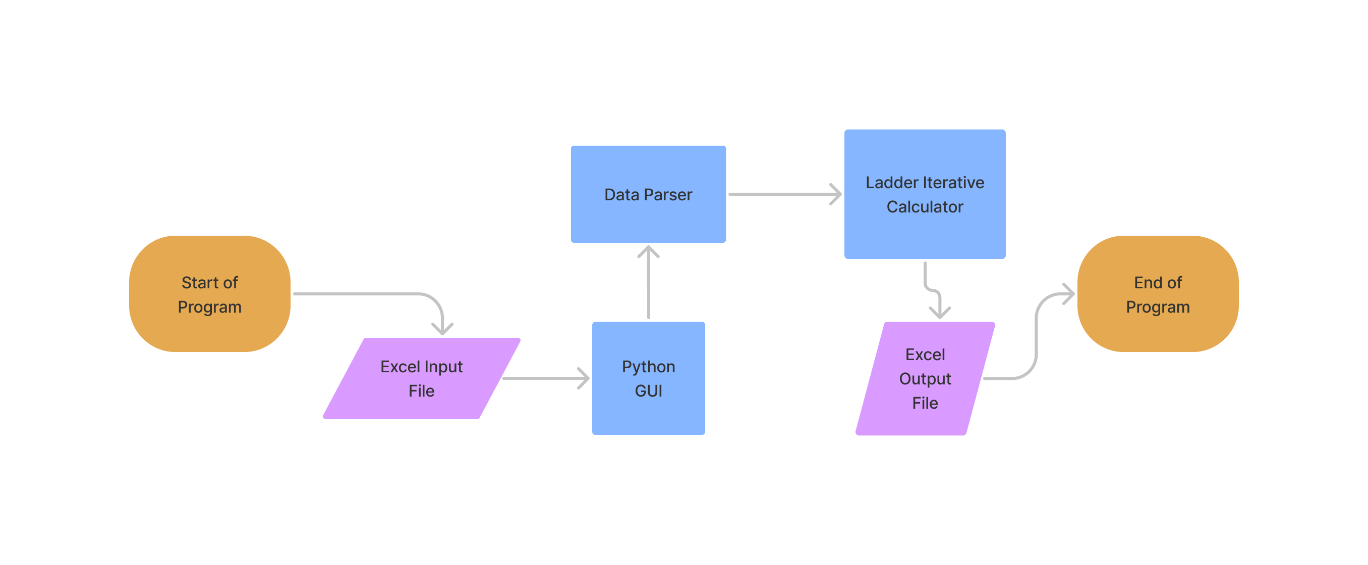 Start of
Program
Excel Input
File
Python
GUI
Data Parser
Ladder Iterative
Calculator
Excel
Output
File
End of
Program